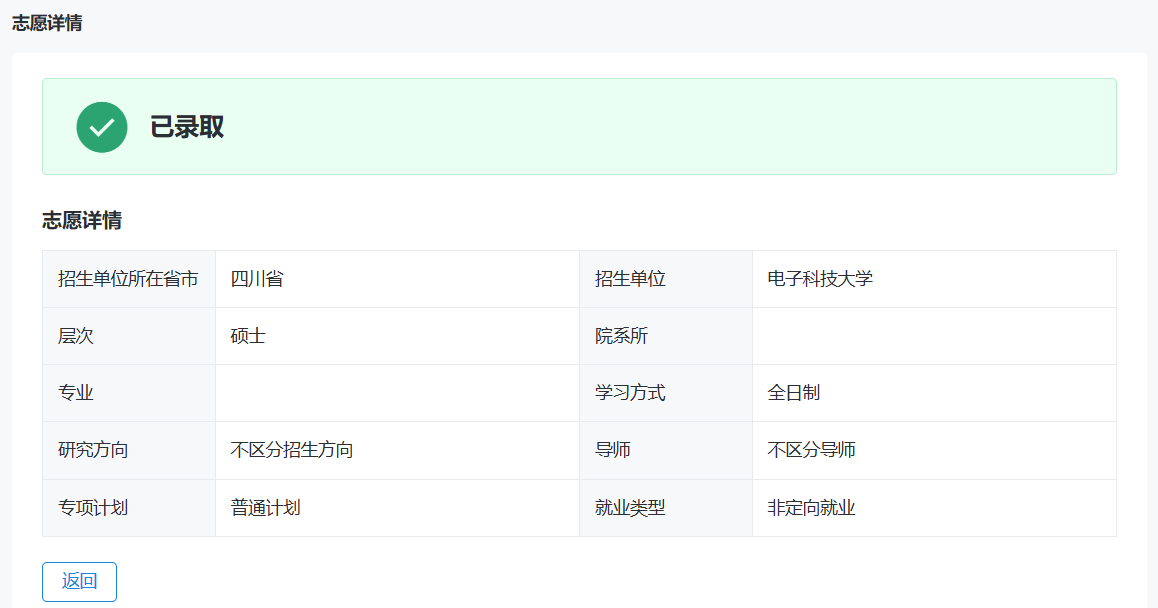 志愿详情
已录取
志愿详情
招生单位所在省市 四川省 招生单位 电子科技大学
层次 硕士 院系所
专业 学习方式 全日制
研究方向 不区分招生方向 导师 不区分导师
专项计划 普通计划 就业类型 非定向就业
返回